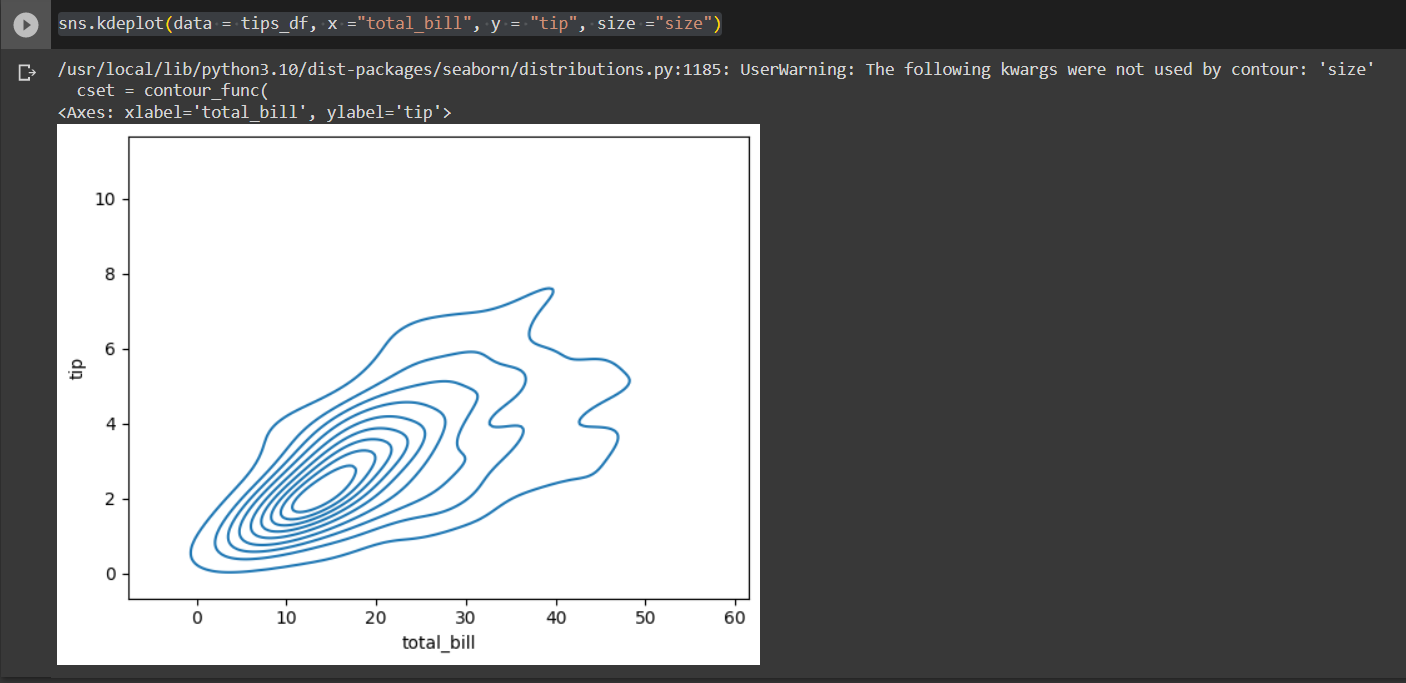 sns.kdeplot(data = tips_df, x ="total_bill", y = "tip", size ="size")
/usr/local/lib/python3.10/dist-packages/seaborn/distributions.py:1185: UserWarning: The following kwargs were not used by contour: 'size'
  cset = contour_func(
<Axes: xlabel='total_bill', ylabel='tip'>
10
8
6
tip
4
2
0
0 10 20 30 40 50 60
total_bill